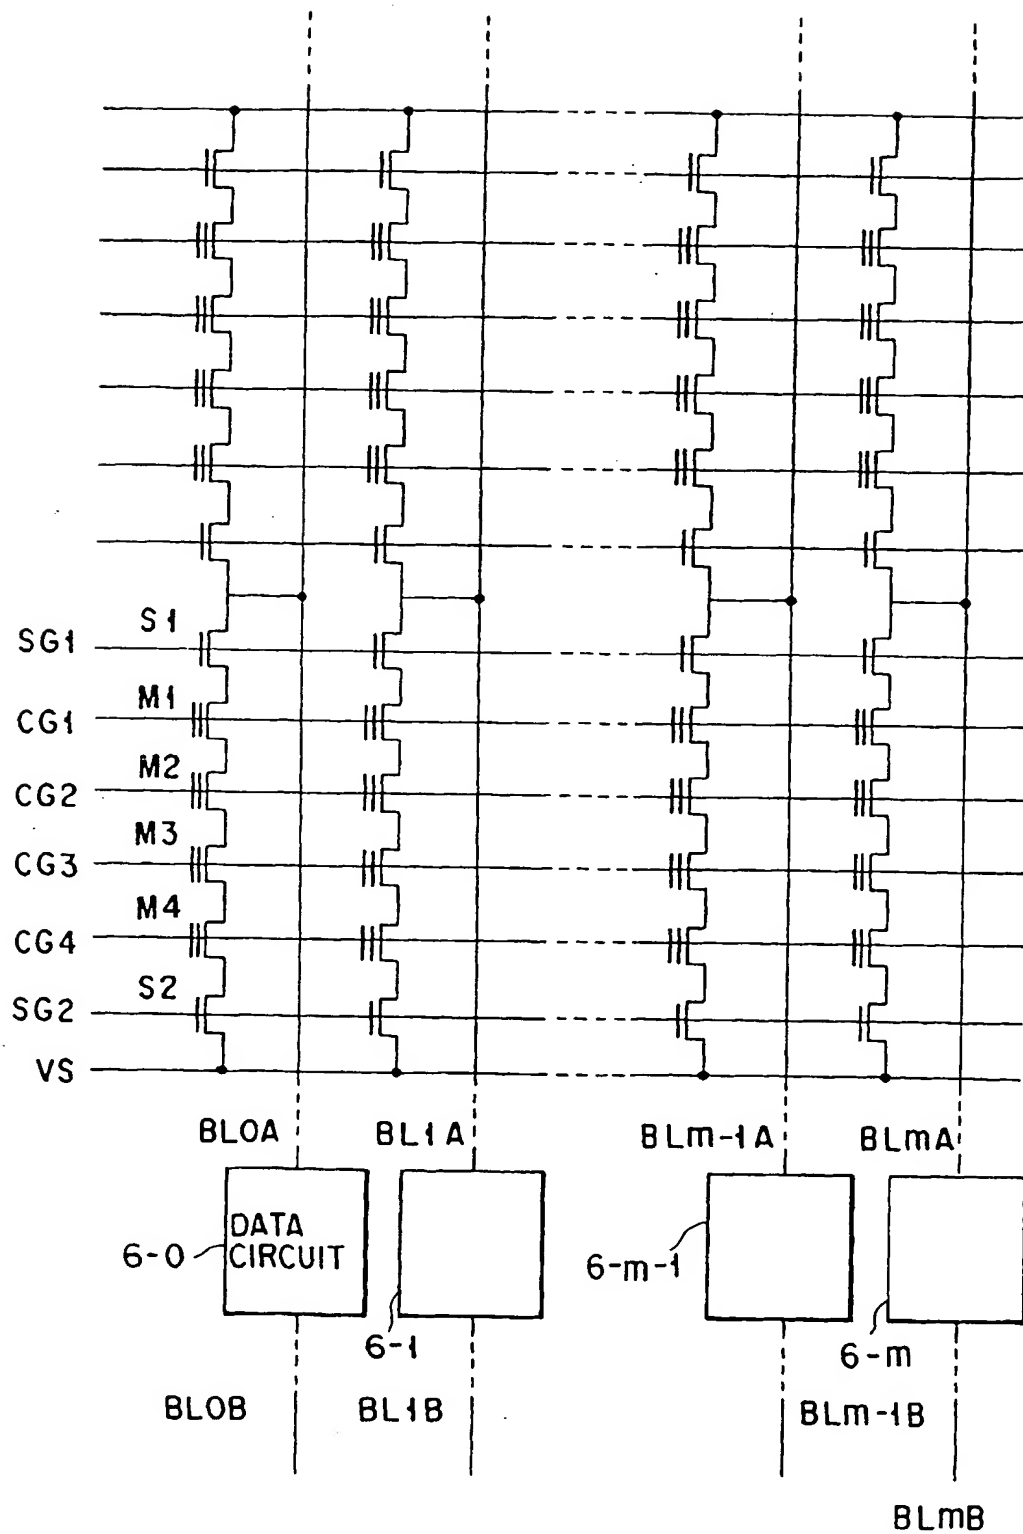 S1
SG1
M1
CG1
M2
CG2
M3
CG3
M4
CG4
S2
SG2
VS
BL0A BL1A BLm-1A BLmA
DATA
CIRCUIT
6-0
6-m-1
6-1
6-m
BL0B BL1B BLm-1B
BLmB